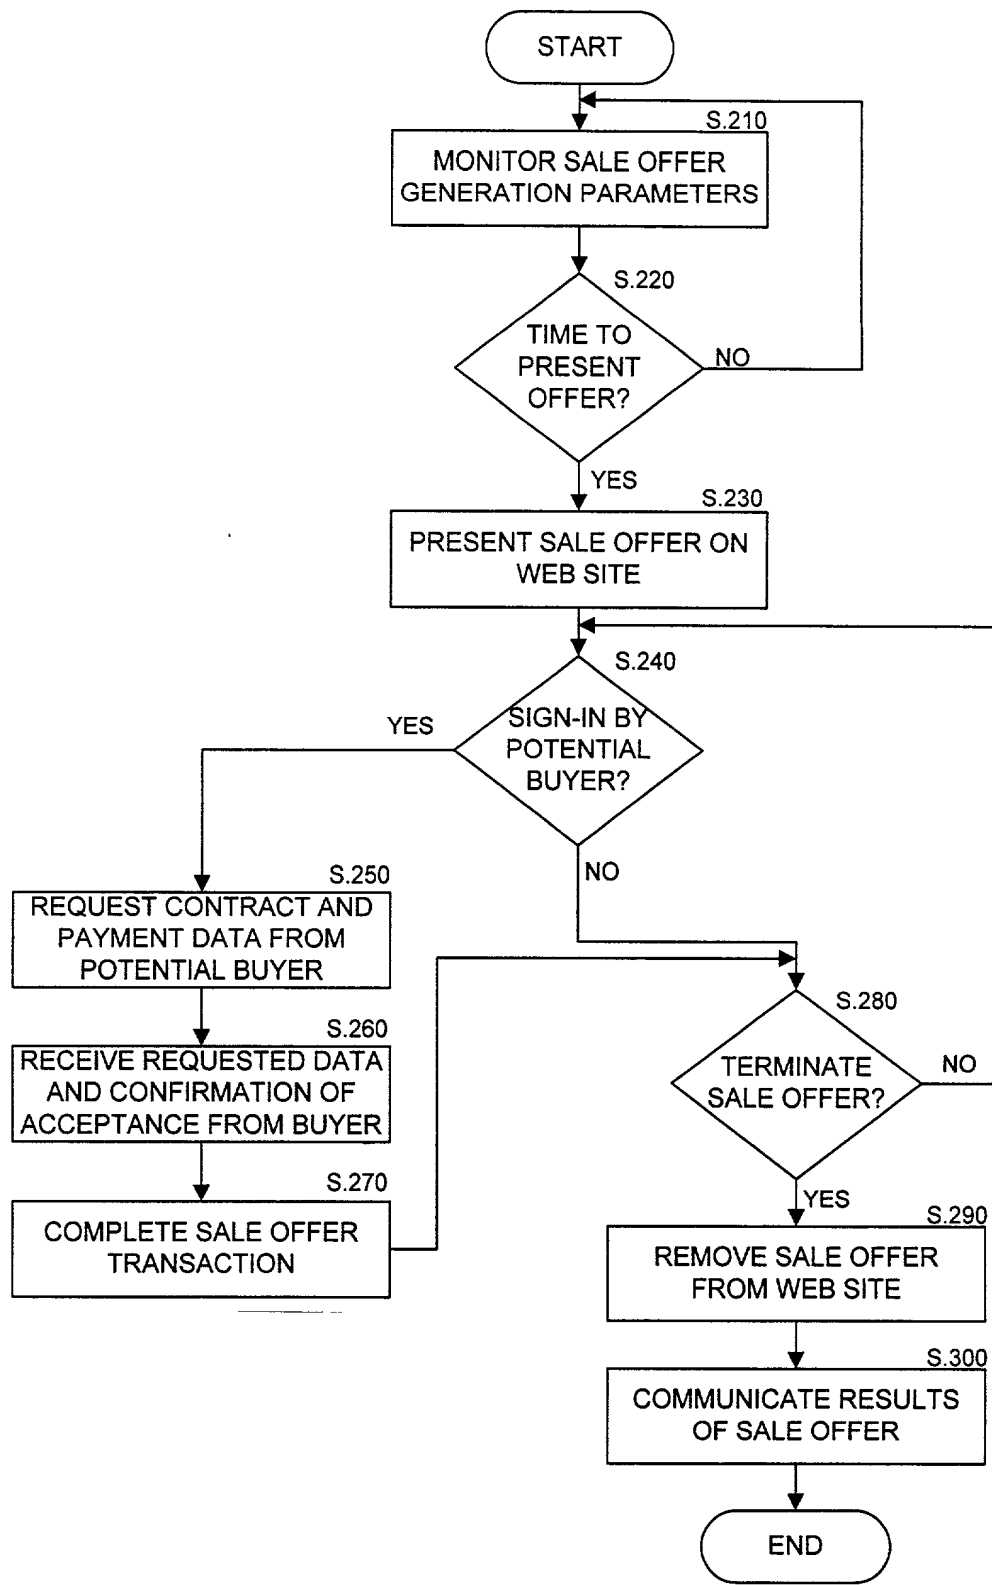 START
S.210
MONITOR SALE OFFER
GENERATION PARAMETERS
S.220
TIME TO
PRESENT
OFFER?
NO
YES
S.230
PRESENT SALE OFFER ON
WEB SITE
S.240
YES
SIGN-IN BY
POTENTIAL
BUYER?
NO
S.250
REQUEST CONTRACT AND
PAYMENT DATA FROM
POTENTIAL BUYER
S.260
RECEIVE REQUESTED DATA
AND CONFIRMATION OF
ACCEPTANCE FROM BUYER
S.270
COMPLETE SALE OFFER
TRANSACTION
S.280
TERMINATE
SALE OFFER?
NO
YES
S.290
REMOVE SALE OFFER
FROM WEB SITE
S.300
COMMUNICATE RESULTS
OF SALE OFFER
END